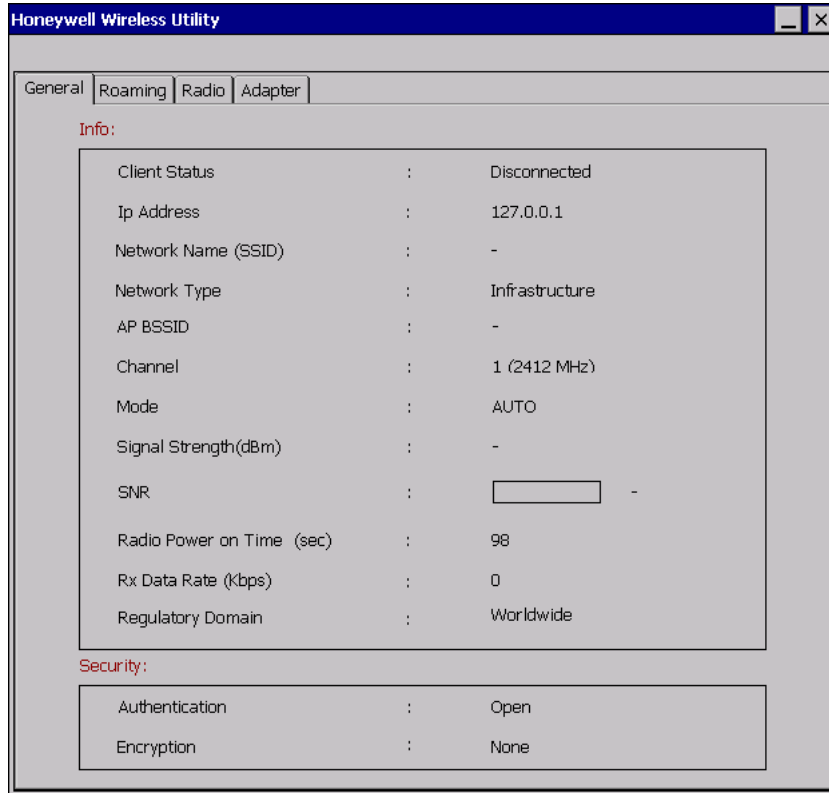 Honeywell Wireless Utility
General Roaming Radio Adapter
Info:
Client Status : Disconnected
Ip Address : 127.0.0.1
Network Name (SSID) : -
Network Type : Infrastructure
AP BSSID : -
Channel : 1 (2412 MHz)
Mode : AUTO
Signal Strength(dBm) : -
SNR : -
Radio Power on Time (sec) : 98
Rx Data Rate (Kbps) : 0
Regulatory Domain : Worldwide
Security:
Authentication : Open
Encryption : None